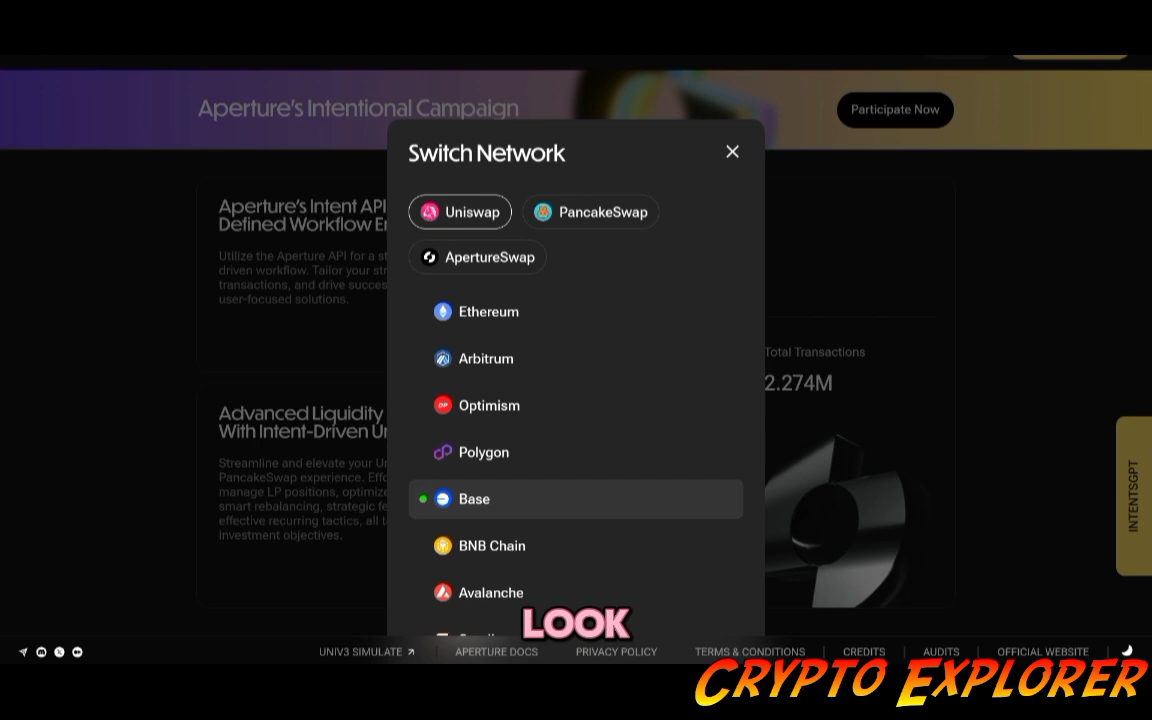 Aperture's Intentional Campaign
Participate Now
Switch Network
Uniswap
PancakeSwap
ApertureSwap
Ethereum
Arbitrum
Optimism
Polygon
Base
BNB Chain
Avalanche
Aperture's Intent API
Defined Workflow
Utilize the Aperture API for a
driven workflow. Tailor your
transactions, and drive
user-focused solutions.
Advanced Liquidity
With Intent-Driven
Streamline and elevate your
PancakeSwap experience.
manage LP positions, optimize
smart rebalancing, strategic
effective recurring tactics, all
investment objectives.
Total Transactions
2.274M
INTENTSGPT
LOOK
UNIV3 SIMULATE
APERTURE DOCS
PRIVACY POLICY
TERMS & CONDITIONS
CREDITS
AUDITS
OFFICIAL WEBSITE
CRYPTO EXPLORER